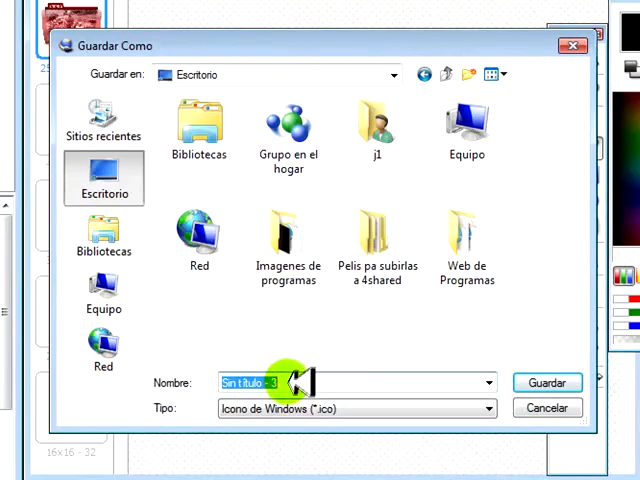 Guardar Como
Guardar en:
Escritorio
Sitios recientes
Escritorio
Bibliotecas
Equipo
Red
Bibliotecas
Grupo en el
hogar
j1
Equipo
Red
Imagenes de
programas
Pelis pa subirlas
a 4shared
Web de
Programas
Nombre:
Sin título - 3
Guardar
Tipo:
Icono de Windows (*.ico)
Cancelar
16x16 - 32